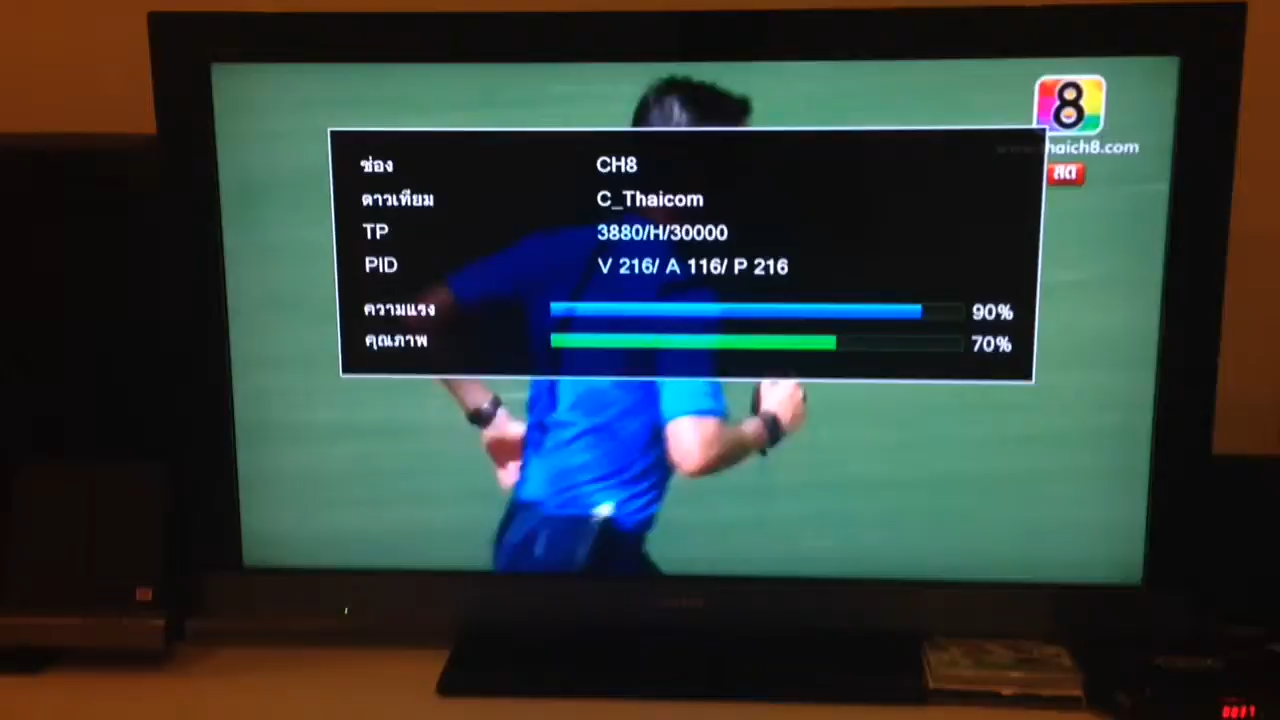 8
haich8.com
สด
ช่อง CH8
ดาวเทียม C_Thaicom
TP 3880/H/30000
PID V 216/ A 116/ P 216
ความแรง 90%
คุณภาพ 70%